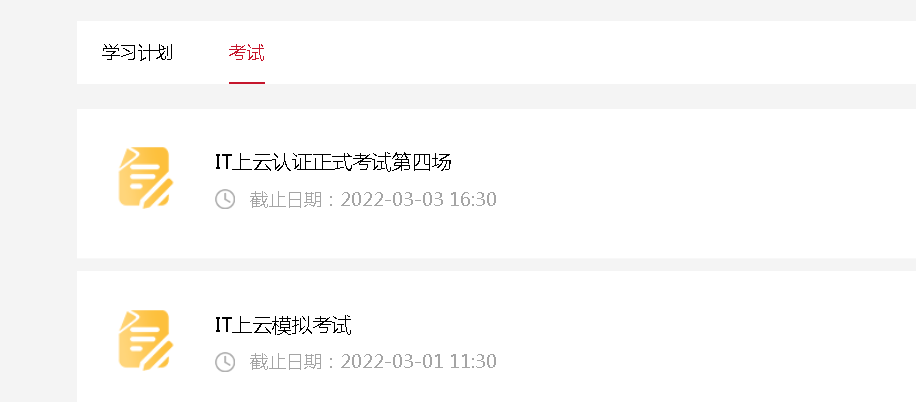 学习计划 考试
IT上云认证正式考试第四场
截止日期：2022-03-03 16:30
IT上云模拟考试
截止日期：2022-03-01 11:30